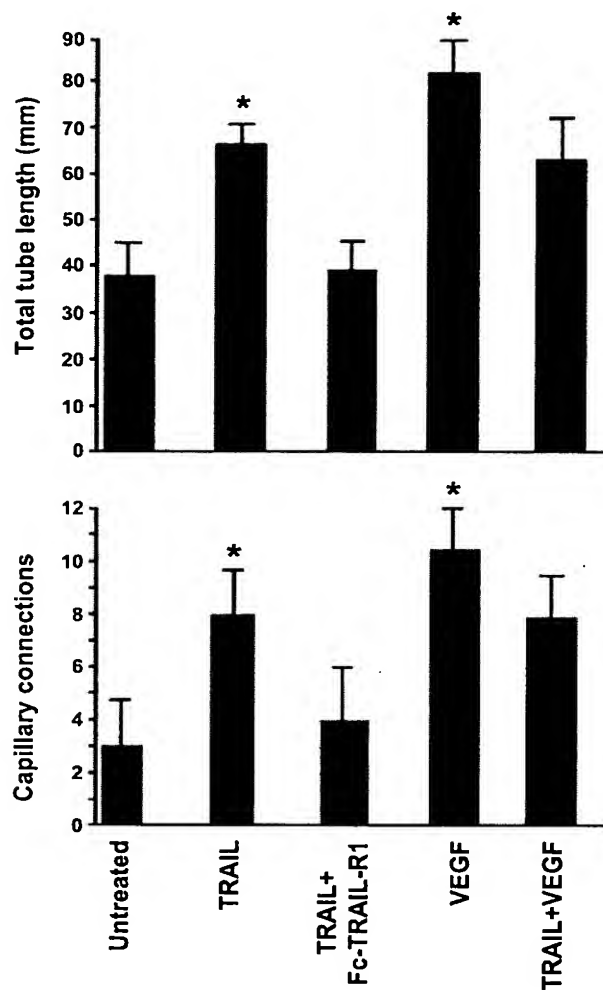 Total tube length (mm)
90
80
70
60
50
40
30
20
10
0
*
*
Capillary connections
12
10
8
6
4
2
0
*
*
Untreated
TRAIL
TRAIL+
Fc-TRAIL-R1
VEGF
TRAIL+VEGF